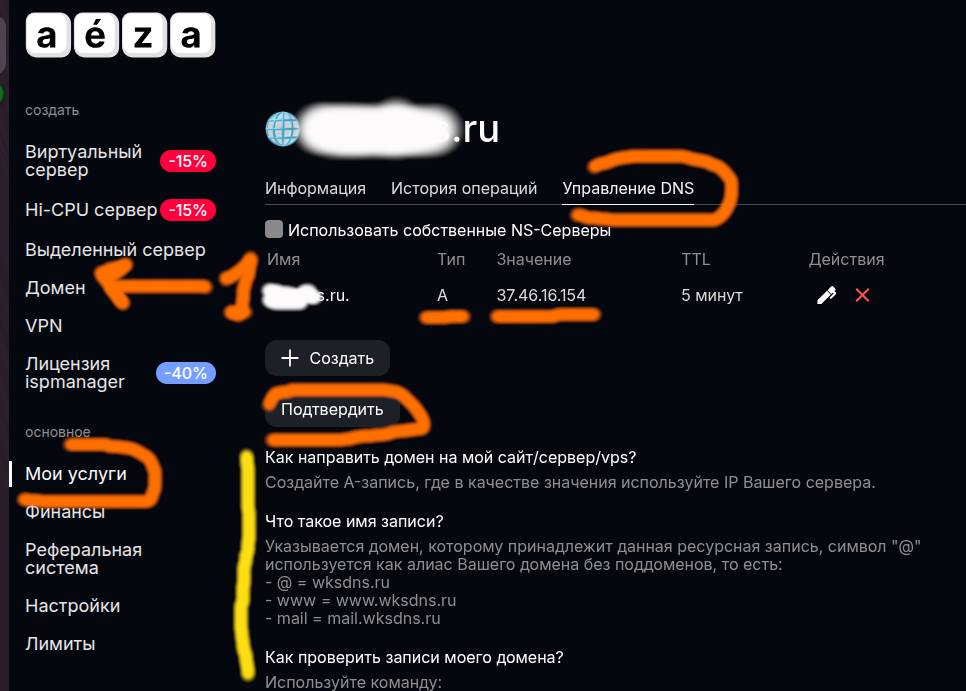 aéza
создать
Виртуальный
сервер
-15%
Hi-CPU сервер
-15%
Выделенный сервер
Домен
1
VPN
Лицензия
ispmanager
-40%
основное
Мои услуги
Финансы
Реферальная
система
Настройки
Лимиты
.ru
Информация История операций Управление DNS
Использовать собственные NS-Серверы
Имя Тип Значение TTL Действия
s.ru. A 37.46.16.154 5 минут
+ Создать
Подтвердить
Как направить домен на мой сайт/сервер/vps?
Создайте А-запись, где в качестве значения используйте IP Вашего сервера.
Что такое имя записи?
Указывается домен, которому принадлежит данная ресурсная запись, символ "@"
используется как алиас Вашего домена без поддоменов, то есть:
- @ = wksdns.ru
- www = www.wksdns.ru
- mail = mail.wksdns.ru
Как проверить записи моего домена?
Используйте команду: